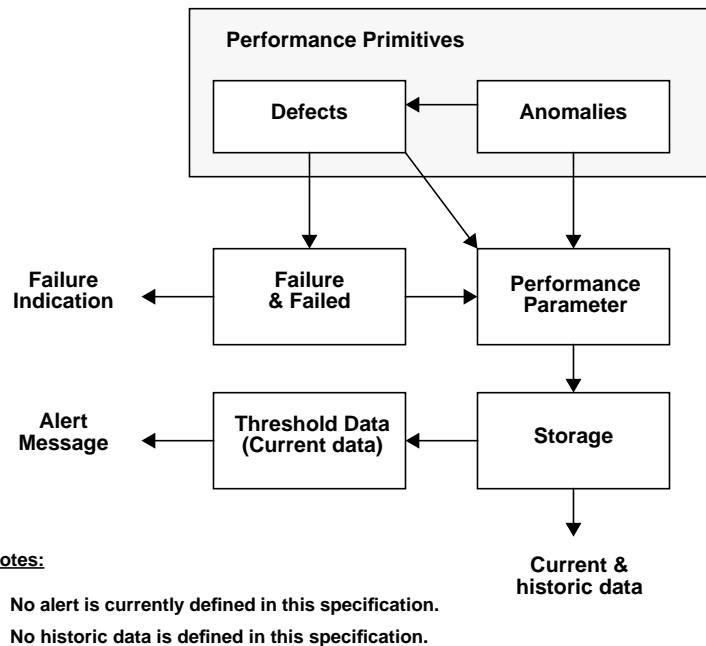 Performance Primitives
Defects
Anomalies
Failure
Indication
Failure
& Failed
Performance
Parameter
Alert
Message
Threshold Data
(Current data)
Storage
otes:
Current &
historic data
No alert is currently defined in this specification.
No historic data is defined in this specification.